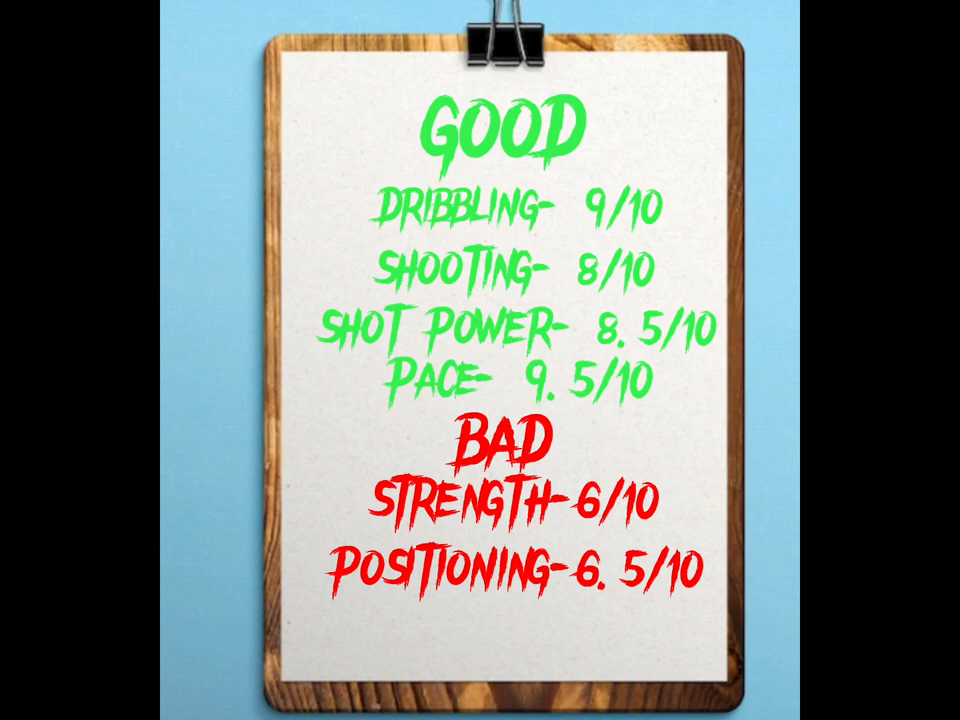 GOOD
DRIBBLING- 9/10
SHOOTING- 8/10
SHOT POWER- 8. 5/10
PACE- 9. 5/10
BAD
STRENGTH-6/10
POSITIONING-6. 5/10